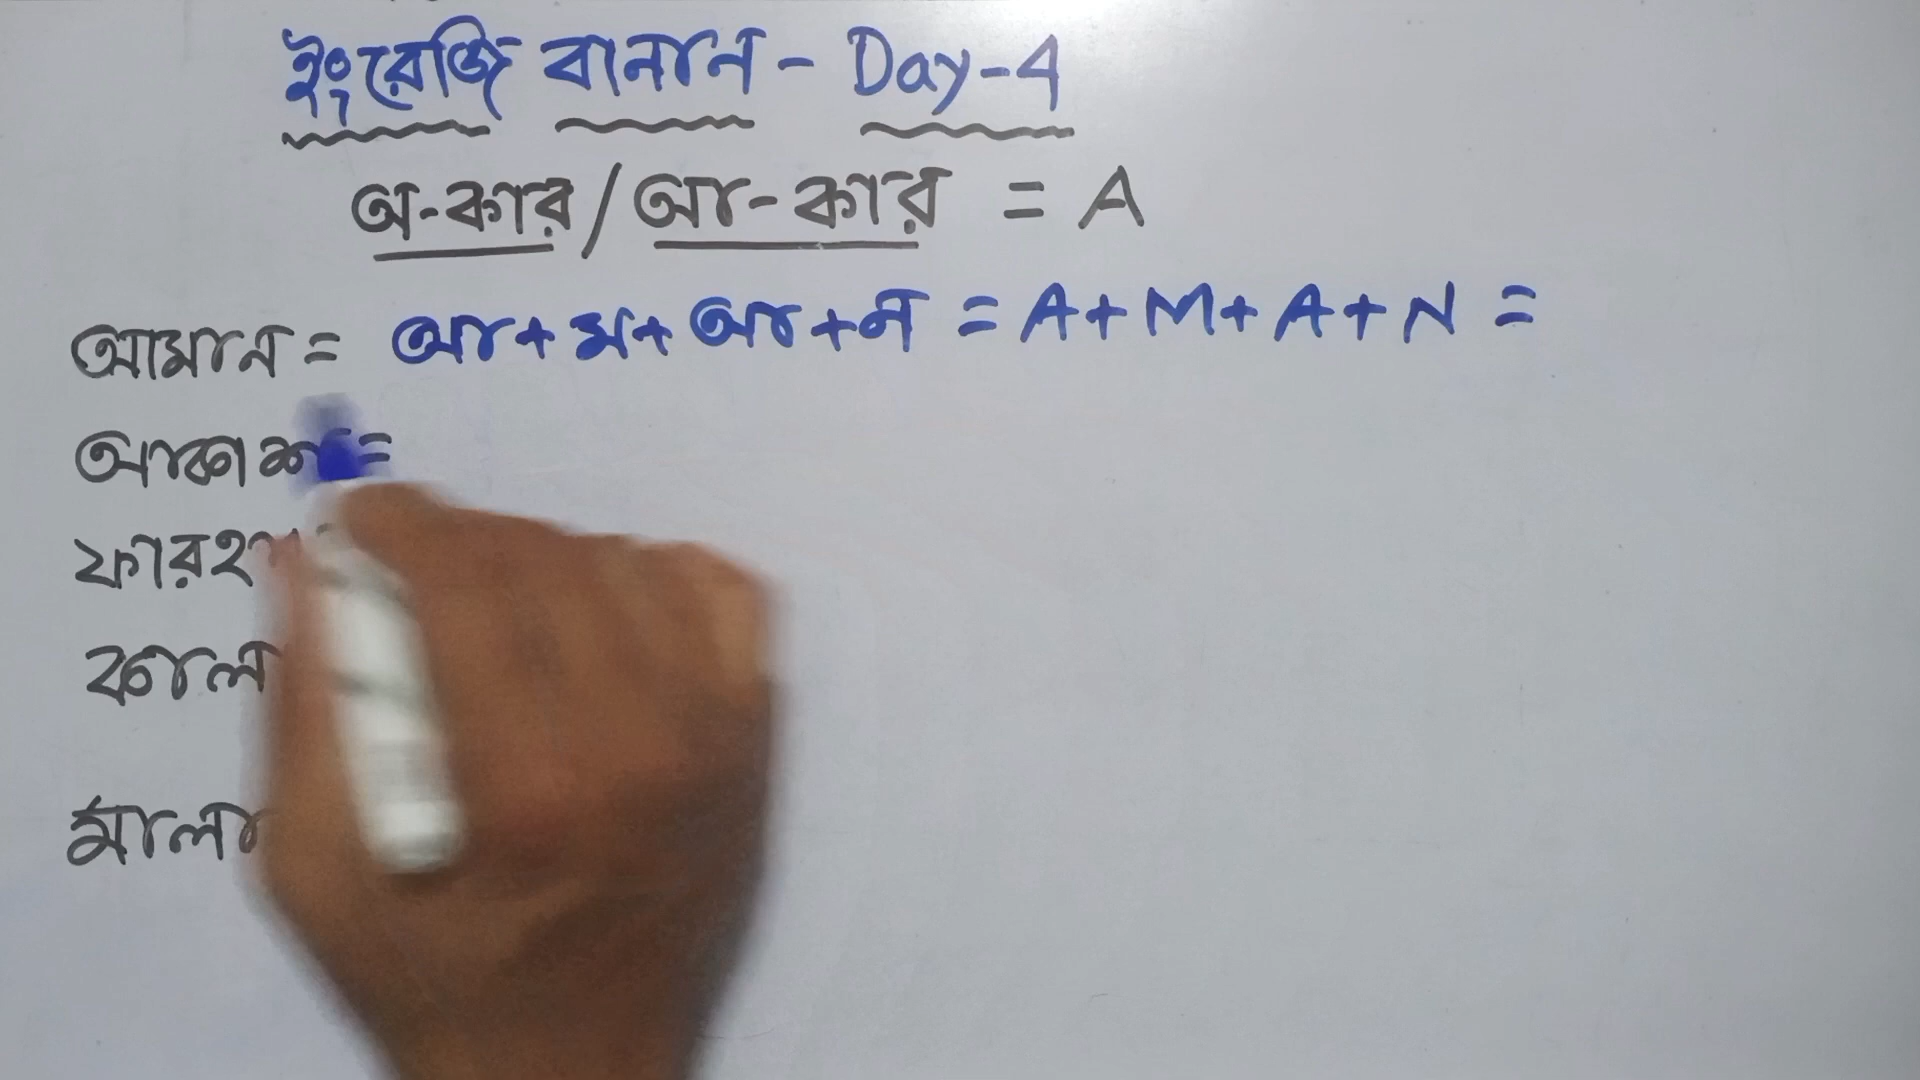 ইংরেজি বানান - Day-4
অ-কার/আ-কার = A
আমান = আ+ম+আ+ন = A+M+A+N =
আকাশ =